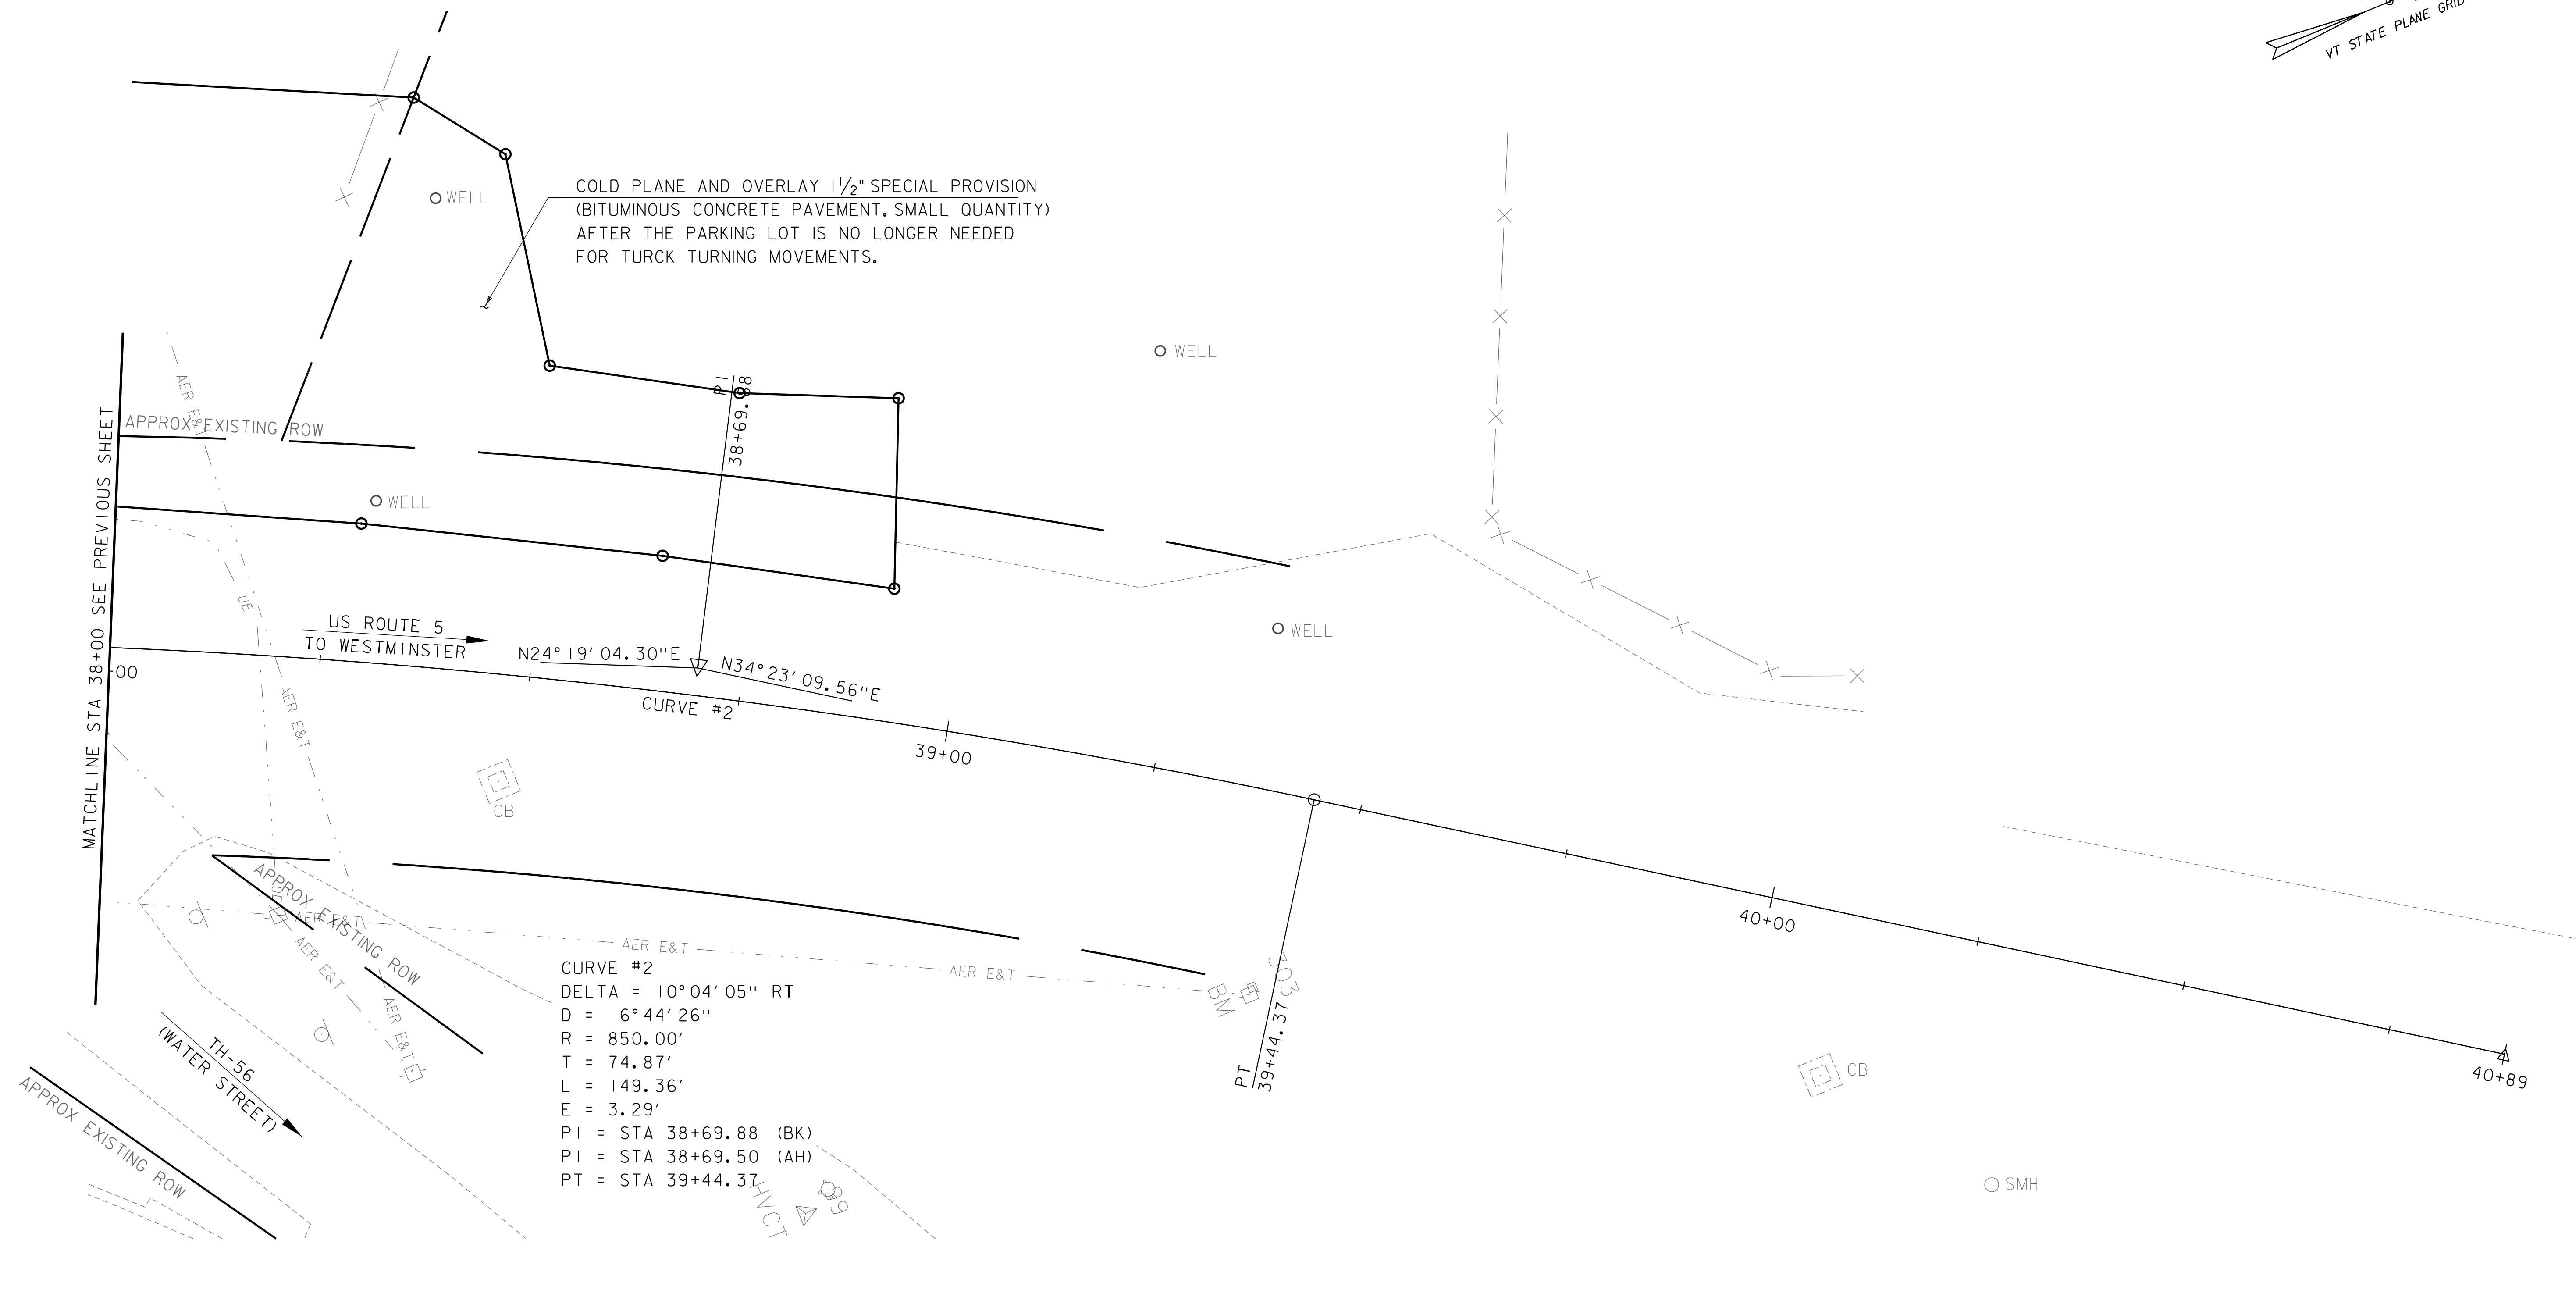 VT STATE PLANE GRID
WELL
COLD PLANE AND OVERLAY 1 1/2" SPECIAL PROVISION
(BITUMINOUS CONCRETE PAVEMENT, SMALL QUANTITY)
AFTER THE PARKING LOT IS NO LONGER NEEDED
FOR TURCK TURNING MOVEMENTS.
WELL
AER E&T
PI
38+69.88
APPROX EXISTING ROW
MATCHLINE STA 38+00 SEE PREVIOUS SHEET
WELL
UE
US ROUTE 5
TO WESTMINSTER
WELL
N24°19'04.30"E
N34°23'09.56"E
00
AER E&T
CURVE #2
39+00
CB
APPROX EXISTING ROW
AER E&T
40+00
AER E&T
AER E&T
AER E&T
AER E&T
BM
303
CURVE #2
DELTA = 10°04'05" RT
D = 6°44'26"
R = 850.00'
T = 74.87'
L = 149.36'
E = 3.29'
PI = STA 38+69.88 (BK)
PI = STA 38+69.50 (AH)
PT = STA 39+44.37
PT
39+44.37
TH-56
(WATER STREET)
APPROX EXISTING ROW
CB
40+89
HVCT
99
SMH